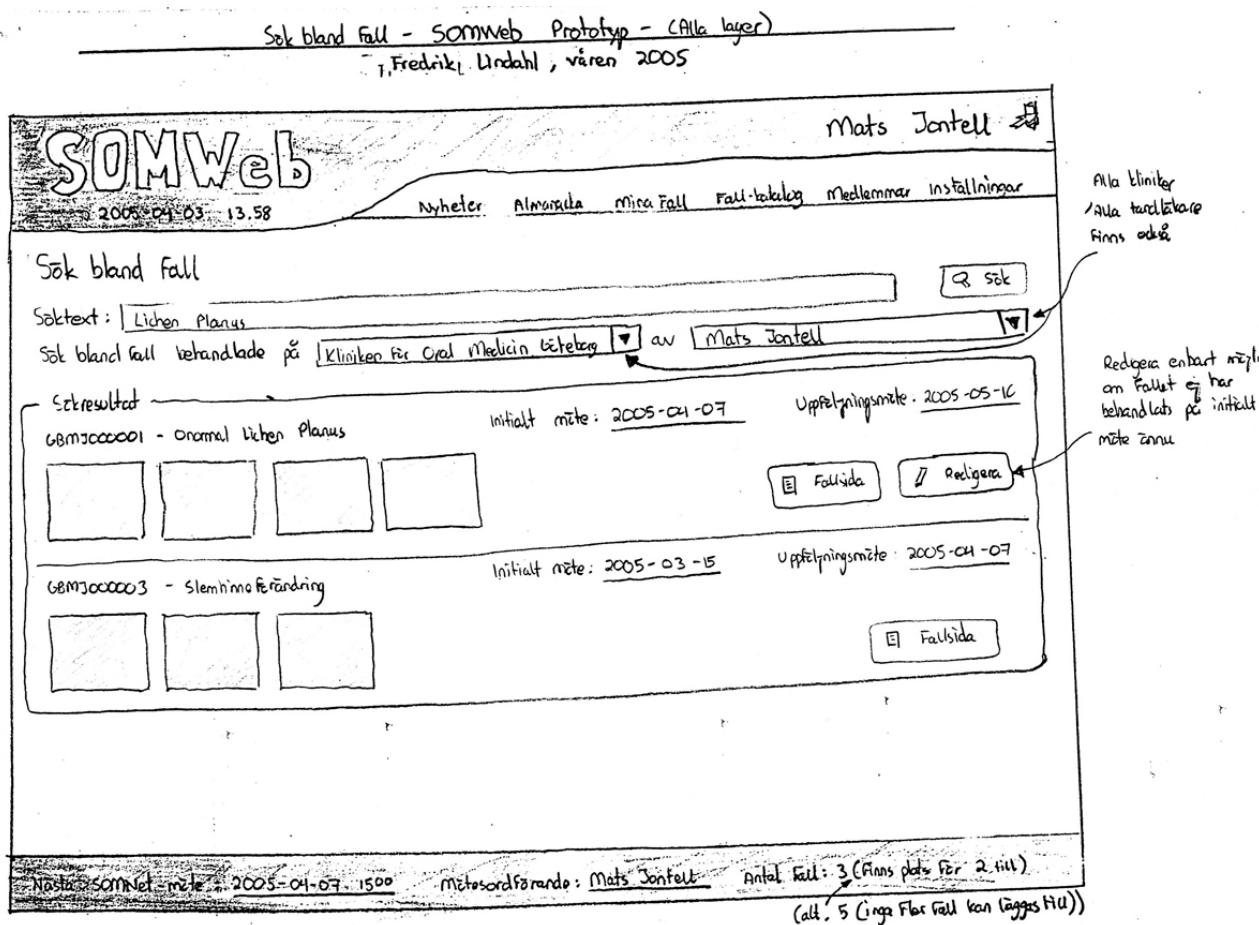 Sök bland Fall - SOMWeb Prototyp - (Alla lager)
Fredrik Lindahl, våren 2005
SOMWeb
Mats Jontell
2005-04-03 13.58
Nyheter Almanacka Mina Fall Fall-katalog Medlemmar Inställningar
Alla kliniker
/Alla tandläkare
Finns också
Sök bland Fall
Sök
Söktext: Lichen Planus
Sök bland Fall behandlade på Kliniken För Oral Medicin Göteborg av Mats Jontell
Redigera enbart
om Fallet ej har
behandlats på initialt
möte ännu
Sökresultat
GBMJ000001 - Onormal Lichen Planus
Initialt möte: 2005-04-07
Uppföljningsmöte: 2005-05-16
Fallsida
Redigera
GBMJ000003 - Slemhinneförändring
Initialt möte: 2005-03-15
Uppföljningsmöte: 2005-04-07
Fallsida
Nästa SOMNet-möte: 2005-04-07 1500 Mötesordförande: Mats Jontell Antal Fall: 3 (Finns plats För 2 till)
(alt. 5 (inga Fler Fall kan läggas till))